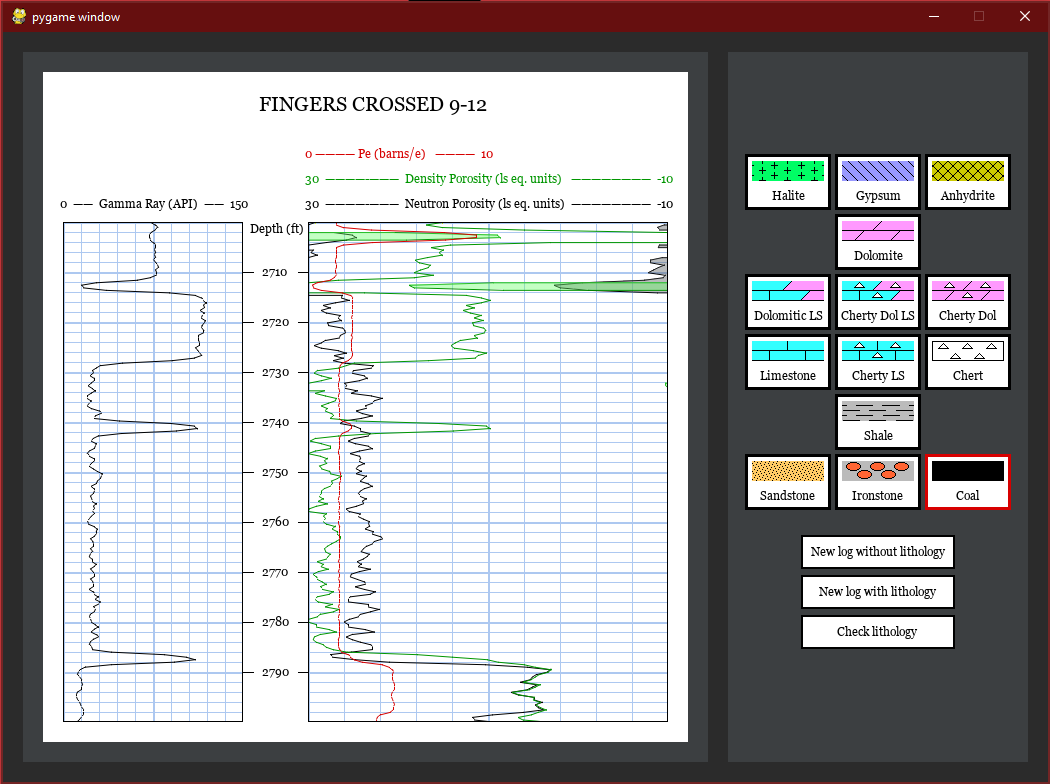 pygame window
FINGERS CROSSED 9-12
0 ———— Pe (barns/e) ———— 10
30 ———————— Density Porosity (ls eq. units) ———————— -10
0 —— Gamma Ray (API) —— 150
30 ———————— Neutron Porosity (ls eq. units) ———————— -10
Depth (ft)
2710
2720
2730
2740
2750
2760
2770
2780
2790
Halite
Gypsum
Anhydrite
Dolomite
Dolomitic LS
Cherty Dol LS
Cherty Dol
Limestone
Cherty LS
Chert
Shale
Sandstone
Ironstone
Coal
New log without lithology
New log with lithology
Check lithology